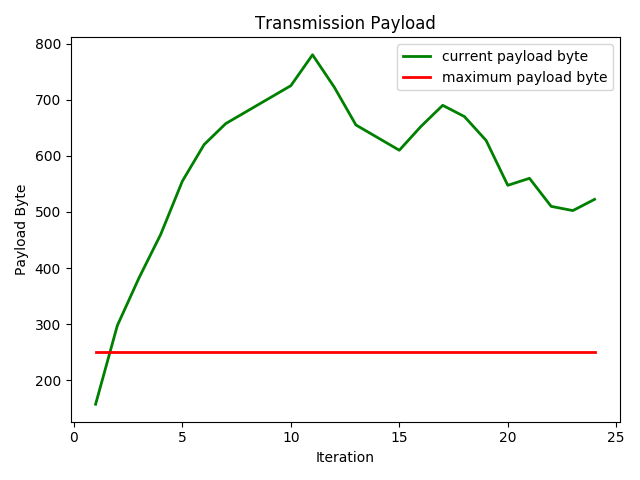 Transmission Payload
current payload byte
maximum payload byte
800
700
600
500
400
300
200
Payload Byte
0 5 10 15 20 25
Iteration